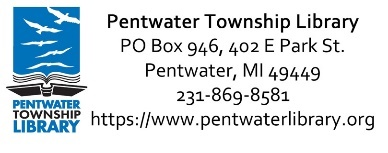 Pentwater Township Library
PO Box 946, 402 E Park St.
Pentwater, MI 49449
231-869-8581
https://www.pentwaterlibrary.org
PENTWATER
TOWNSHIP
LIBRARY